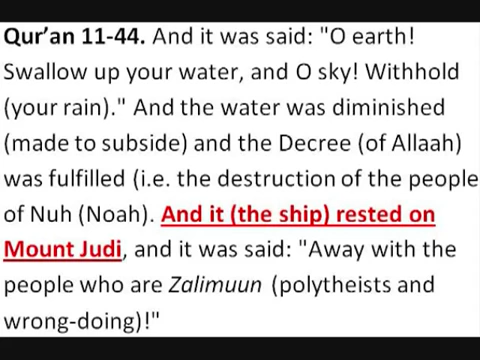 Qur’an 11-44. And it was said: "O earth!
Swallow up your water, and O sky! Withhold
(your rain)." And the water was diminished
(made to subside) and the Decree (of Allaah)
was fulfilled (i.e. the destruction of the people
of Nuh (Noah). And it (the ship) rested on
Mount Judi, and it was said: "Away with the
people who are Zalimuun (polytheists and
wrong-doing)!"